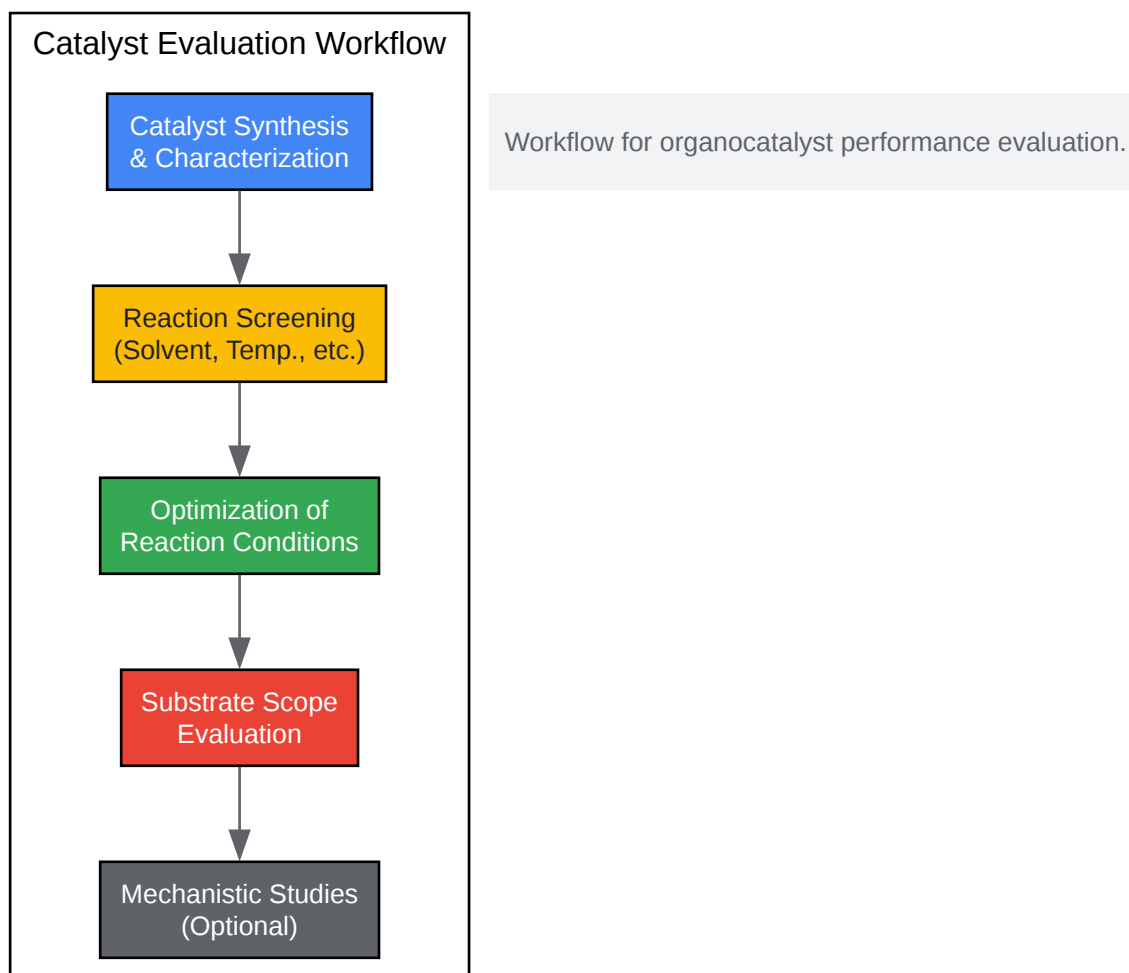 Catalyst Evaluation Workflow
Catalyst Synthesis
& Characterization
Workflow for organocatalyst performance evaluation.
Reaction Screening
(Solvent, Temp., etc.)
Optimization of
Reaction Conditions
Substrate Scope
Evaluation
Mechanistic Studies
(Optional)